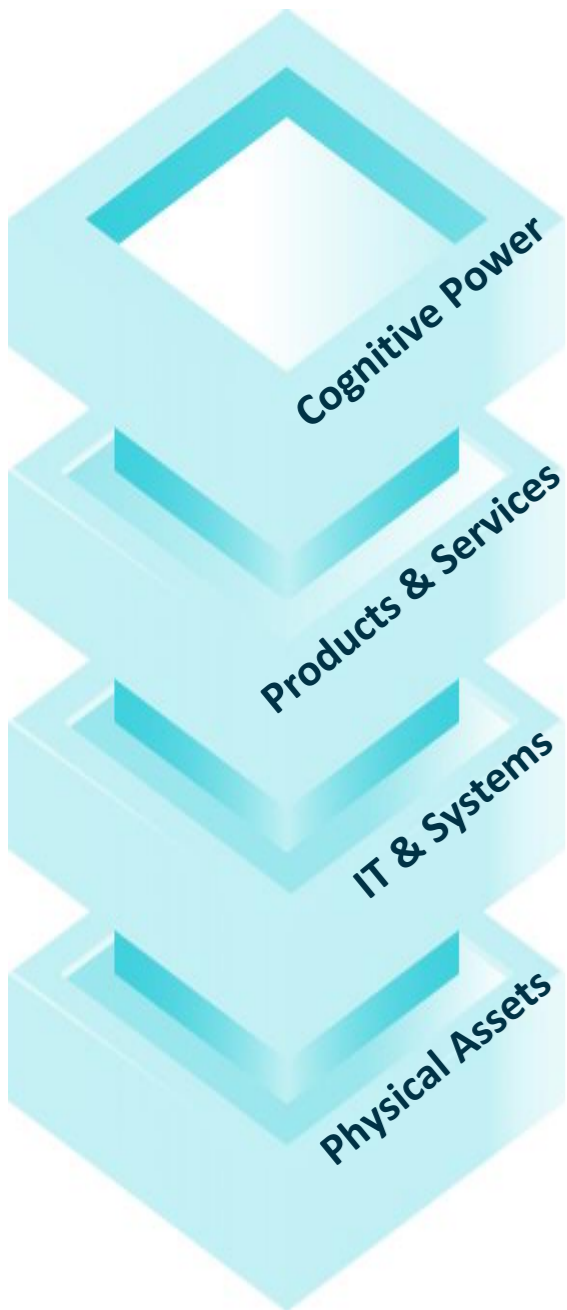 Cognitive Power
Products & Services
IT & Systems
Physical Assets